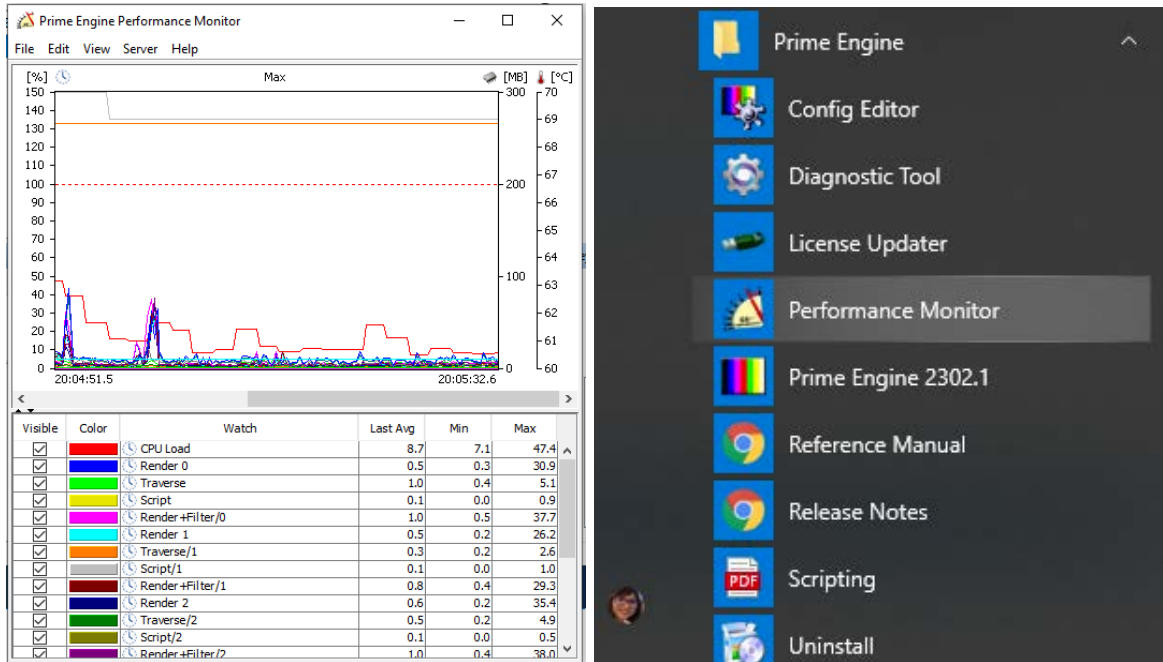 Prime Engine Performance Monitor
File Edit View Server Help
[%] Max [MB] [°C]
150 300 70
140
130 69
120 68
110
100 200 67
90
80 66
70 65
60 64
50 100
40 63
30 62
20
10 61
0 0 60
20:04:51.5 20:05:32.6
Visible Color Watch Last Avg Min Max
CPU Load 8.7 7.1 47.4
Render 0 0.5 0.3 30.9
Traverse 1.0 0.4 5.1
Script 0.1 0.0 0.9
Render+Filter/0 1.0 0.5 37.7
Render 1 0.5 0.2 26.2
Traverse/1 0.3 0.2 2.6
Script/1 0.1 0.0 1.0
Render+Filter/1 0.8 0.4 29.3
Render 2 0.6 0.2 35.4
Traverse/2 0.5 0.2 4.9
Script/2 0.1 0.0 0.5
Render+Filter/2 1.0 0.4 38.0
Prime Engine
Config Editor
Diagnostic Tool
License Updater
Performance Monitor
Prime Engine 2302.1
Reference Manual
Release Notes
PDF Scripting
Uninstall